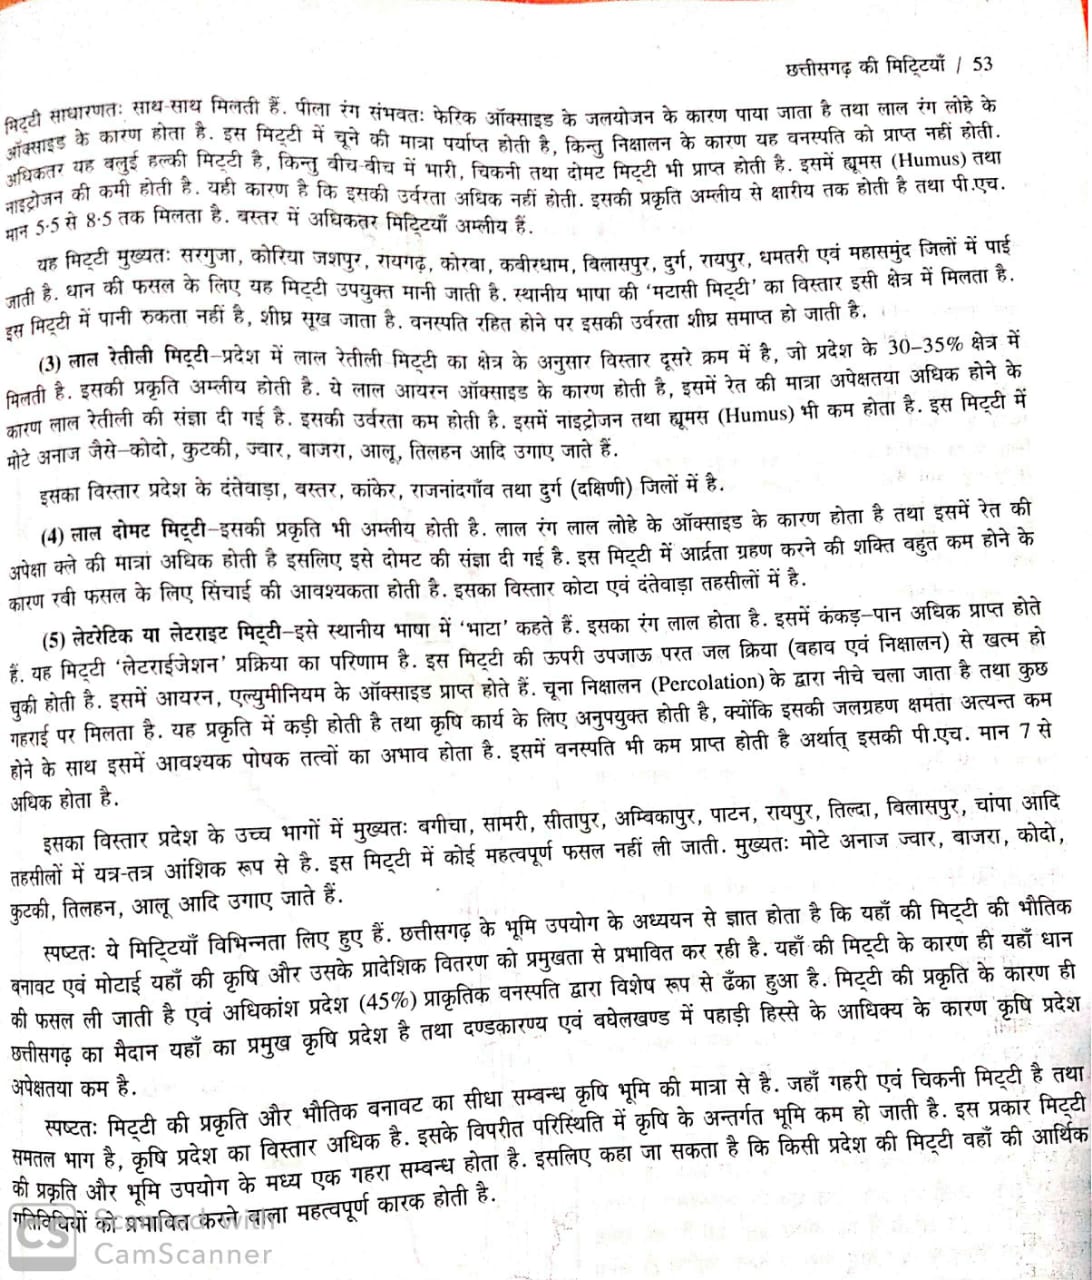 छत्तीसगढ़ की मिट्टियाँ / 53
मिट्टी साधारणतः साथ-साथ मिलती हैं. पीला रंग संभवतः फेरिक ऑक्साइड के जलयोजन के कारण पाया जाता है तथा लाल रंग लोहे के
ऑक्साइड के कारण होता है. इस मिट्टी में चूने की मात्रा पर्याप्त होती है, किन्तु निक्षालन के कारण यह वनस्पति को प्राप्त नहीं होती.
अधिकतर यह बलुई हल्की मिट्टी है, किन्तु बीच-बीच में भारी, चिकनी तथा दोमट मिट्टी भी प्राप्त होती है. इसमें ह्यूमस (Humus) तथा
नाइट्रोजन की कमी होती है. यही कारण है कि इसकी उर्वरता अधिक नहीं होती. इसकी प्रकृति अम्लीय से क्षारीय तक होती है तथा पी.एच.
मान 5·5 से 8·5 तक मिलता है. बस्तर में अधिकतर मिट्टियाँ अम्लीय हैं.
यह मिट्टी मुख्यतः सरगुजा, कोरिया जशपुर, रायगढ़, कोरबा, कबीरधाम, बिलासपुर, दुर्ग, रायपुर, धमतरी एवं महासमुंद जिलों में पाई
जाती है. धान की फसल के लिए यह मिट्टी उपयुक्त मानी जाती है. स्थानीय भाषा की ‘मटासी मिट्टी’ का विस्तार इसी क्षेत्र में मिलता है.
इस मिट्टी में पानी रुकता नहीं है, शीघ्र सूख जाता है. वनस्पति रहित होने पर इसकी उर्वरता शीघ्र समाप्त हो जाती है.
(3) लाल रेतीली मिट्टी–प्रदेश में लाल रेतीली मिट्टी का क्षेत्र के अनुसार विस्तार दूसरे क्रम में है, जो प्रदेश के 30–35% क्षेत्र में
मिलती है. इसकी प्रकृति अम्लीय होती है. ये लाल आयरन ऑक्साइड के कारण होती है, इसमें रेत की मात्रा अपेक्षतया अधिक होने के
कारण लाल रेतीली की संज्ञा दी गई है. इसकी उर्वरता कम होती है. इसमें नाइट्रोजन तथा ह्यूमस (Humus) भी कम होता है. इस मिट्टी में
मोटे अनाज जैसे–कोदो, कुटकी, ज्वार, बाजरा, आलू, तिलहन आदि उगाए जाते हैं.
इसका विस्तार प्रदेश के दंतेवाड़ा, बस्तर, कांकेर, राजनांदगाँव तथा दुर्ग (दक्षिणी) जिलों में है.
(4) लाल दोमट मिट्टी–इसकी प्रकृति भी अम्लीय होती है. लाल रंग लाल लोहे के ऑक्साइड के कारण होता है तथा इसमें रेत की
अपेक्षा क्ले की मात्रा अधिक होती है इसलिए इसे दोमट की संज्ञा दी गई है. इस मिट्टी में आर्द्रता ग्रहण करने की शक्ति बहुत कम होने के
कारण रबी फसल के लिए सिंचाई की आवश्यकता होती है. इसका विस्तार कोटा एवं दंतेवाड़ा तहसीलों में है.
(5) लेटरेटिक या लेटराइट मिट्टी–इसे स्थानीय भाषा में ‘भाटा’ कहते हैं. इसका रंग लाल होता है. इसमें कंकड़-पान अधिक प्राप्त होते
हैं. यह मिट्टी ‘लेटराईजेशन’ प्रक्रिया का परिणाम है. इस मिट्टी की ऊपरी उपजाऊ परत जल क्रिया (बहाव एवं निक्षालन) से खत्म हो
चुकी होती है. इसमें आयरन, एल्युमीनियम के ऑक्साइड प्राप्त होते हैं. चूना निक्षालन (Percolation) के द्वारा नीचे चला जाता है तथा कुछ
गहराई पर मिलता है. यह प्रकृति में कड़ी होती है तथा कृषि कार्य के लिए अनुपयुक्त होती है, क्योंकि इसकी जलग्रहण क्षमता अत्यन्त कम
होने के साथ इसमें आवश्यक पोषक तत्वों का अभाव होता है. इसमें वनस्पति भी कम प्राप्त होती है अर्थात् इसकी पी.एच. मान 7 से
अधिक होता है.
इसका विस्तार प्रदेश के उच्च भागों में मुख्यतः बगीचा, सामरी, सीतापुर, अम्बिकापुर, पाटन, रायपुर, तिल्दा, बिलासपुर, चांपा आदि
तहसीलों में यत्र-तत्र आंशिक रूप से है. इस मिट्टी में कोई महत्वपूर्ण फसल नहीं ली जाती. मुख्यतः मोटे अनाज ज्वार, बाजरा, कोदो,
कुटकी, तिलहन, आलू आदि उगाए जाते हैं.
स्पष्टतः ये मिट्टियाँ विभिन्नता लिए हुए हैं. छत्तीसगढ़ के भूमि उपयोग के अध्ययन से ज्ञात होता है कि यहाँ की मिट्टी की भौतिक
बनावट एवं मोटाई यहाँ की कृषि और उसके प्रादेशिक वितरण को प्रमुखता से प्रभावित कर रही है. यहाँ की मिट्टी के कारण ही यहाँ धान
की फसल ली जाती है एवं अधिकांश प्रदेश (45%) प्राकृतिक वनस्पति द्वारा विशेष रूप से ढँका हुआ है. मिट्टी की प्रकृति के कारण ही
छत्तीसगढ़ का मैदान यहाँ का प्रमुख कृषि प्रदेश है तथा दण्डकारण्य एवं बघेलखण्ड में पहाड़ी हिस्से के आधिक्य के कारण कृषि प्रदेश
अपेक्षतया कम है.
स्पष्टतः मिट्टी की प्रकृति और भौतिक बनावट का सीधा सम्बन्ध कृषि भूमि की मात्रा से है. जहाँ गहरी एवं चिकनी मिट्टी है तथा
समतल भाग है, कृषि प्रदेश का विस्तार अधिक है. इसके विपरीत परिस्थिति में कृषि के अन्तर्गत भूमि कम हो जाती है. इस प्रकार मिट्टी
की प्रकृति और भूमि उपयोग के मध्य एक गहरा सम्बन्ध होता है. इसलिए कहा जा सकता है कि किसी प्रदेश की मिट्टी वहाँ की आर्थिक
गतिविधियों को प्रभावित करने वाला महत्वपूर्ण कारक होती है.
CS Scanned with
CamScanner